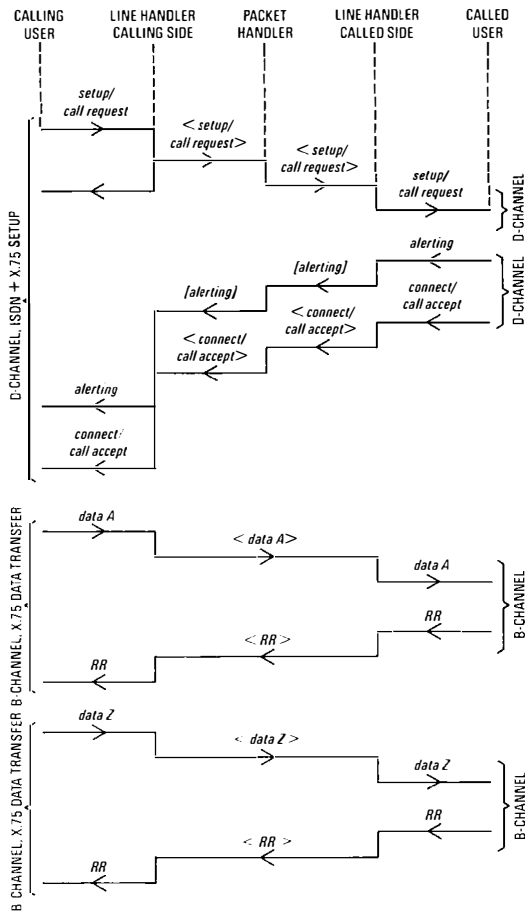 CALLING
USER
LINE HANDLER
CALLING SIDE
PACKET
HANDLER
LINE HANDLER
CALLED SIDE
CALLED
USER
D-CHANNEL, ISDN + X.75 SETUP
setup/
call request
< setup/
call request>
< setup/
call request>
setup/
call request
D-CHANNEL
alerting
[alerting]
[alerting]
connect/
call accept
< connect/
call accept>
< connect/
call accept>
D-CHANNEL
alerting
connect/
call accept
B-CHANNEL, X.75 DATA TRANSFER
data A
< data A>
data A
RR
< RR >
RR
B-CHANNEL
B CHANNEL, X.75 DATA TRANSFER
data Z
< data Z >
data Z
RR
< RR >
RR
B-CHANNEL